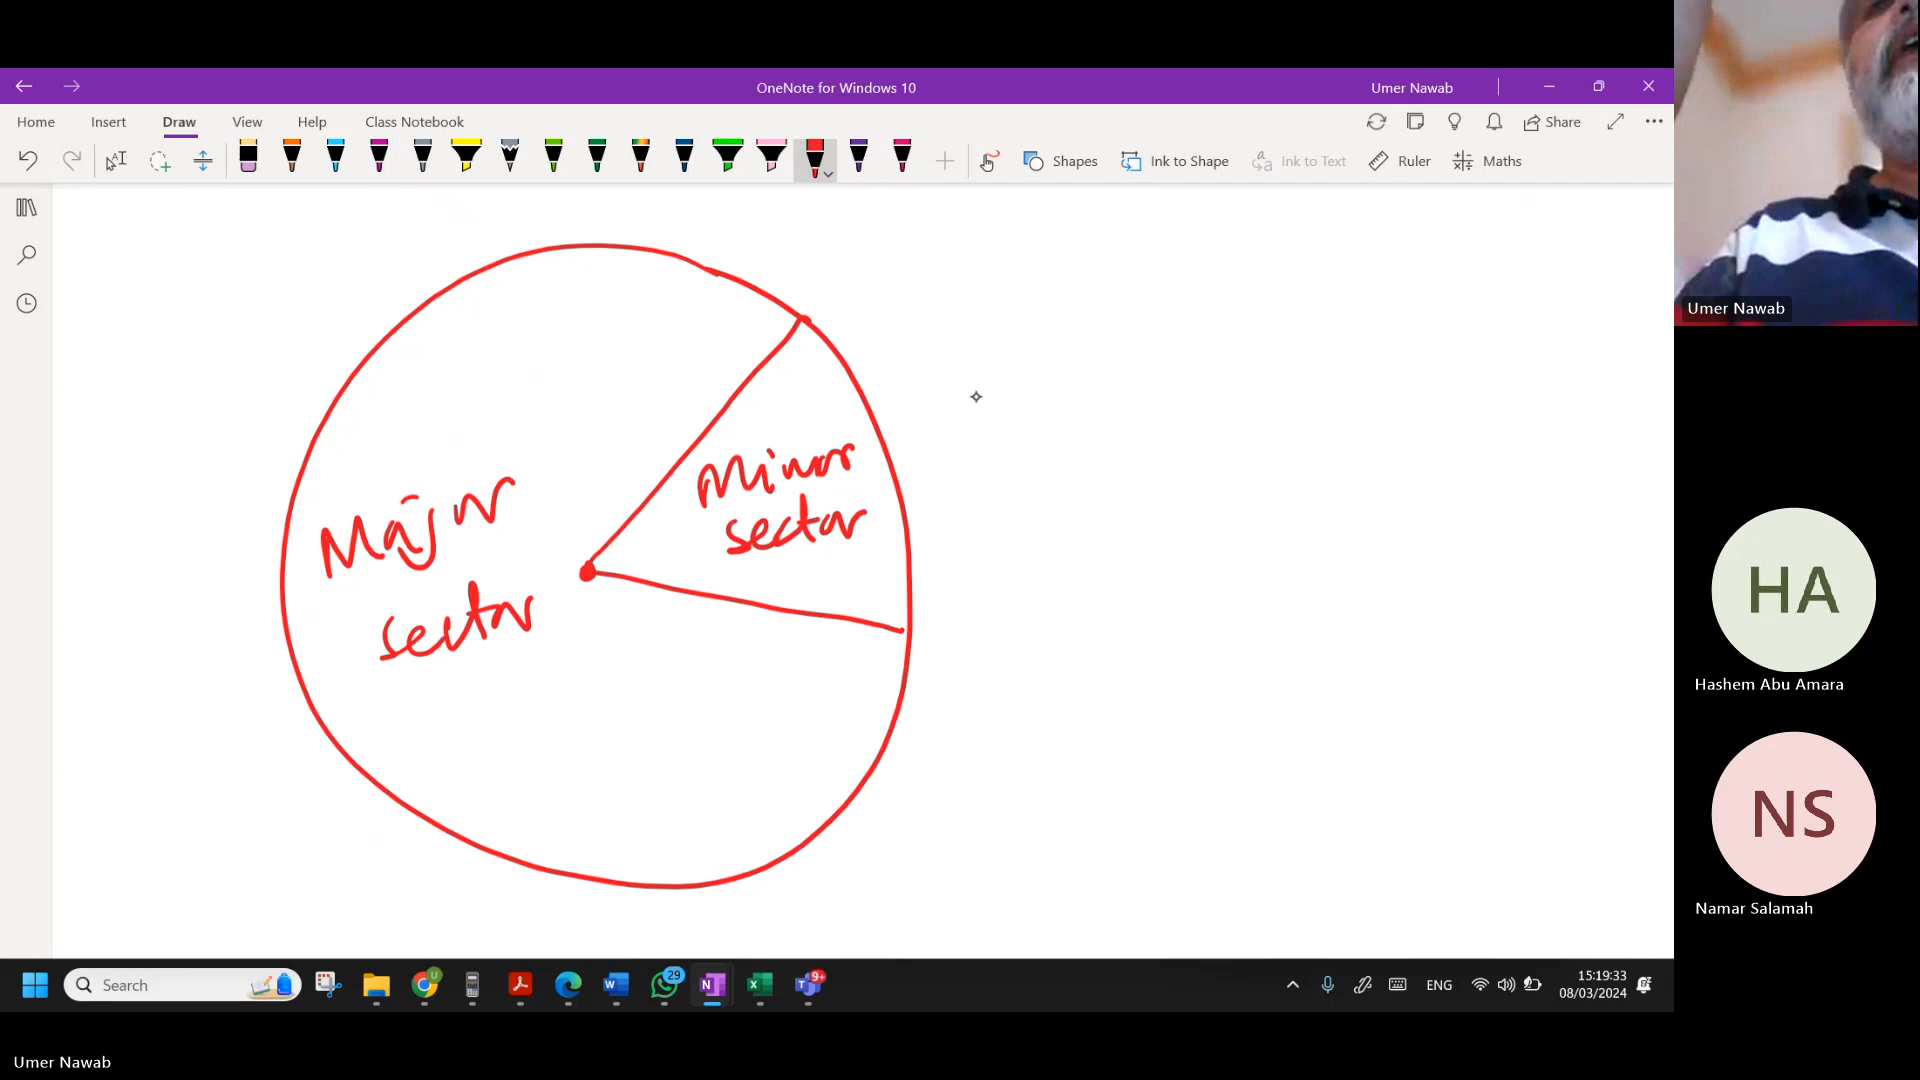 OneNote for Windows 10
Umer Nawab
Home Insert Draw View Help Class Notebook
Share
Shapes Ink to Shape Ink to Text Ruler Maths
Major
sector
Minor
sector
Umer Nawab
HA
Hashem Abu Amara
NS
Namar Salamah
Search
29
9+
ENG
15:19:33
08/03/2024
Umer Nawab